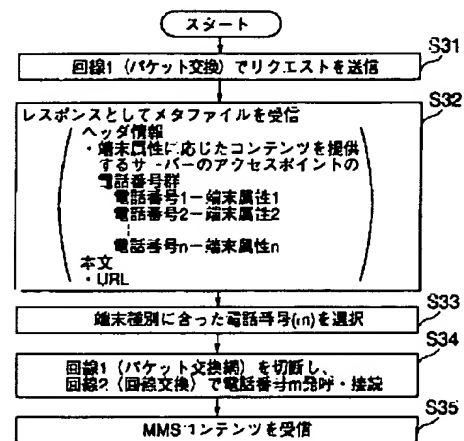 スタート
S31
回線1（パケット交換）でリクエストを送信
S32
レスポンスとしてメタファイルを受信
ヘッダ情報
・端末属性に応じたコンテンツを提供
するサーバーのアクセスポイントの
電話番号群
電話番号1－端末属性1
電話番号2－端末属性2
電話番号n－端末属性n
本文
・URL
S33
端末種別に合った電話番号(m)を選択
S34
回線1（パケット交換網）を切断し、
回線2（回線交換）で電話番号m発呼・接続
S35
MMSコンテンツを受信